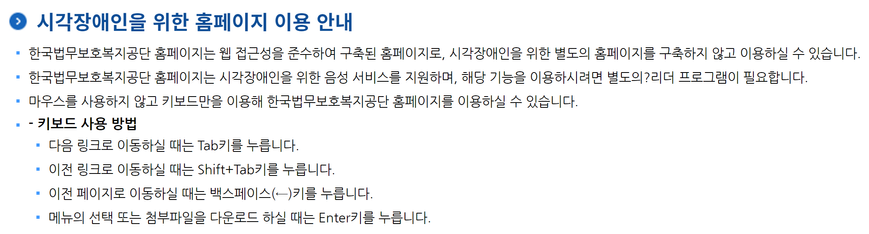 시각장애인을 위한 홈페이지 이용 안내
한국법무보호복지공단 홈페이지는 웹 접근성을 준수하여 구축된 홈페이지로, 시각장애인을 위한 별도의 홈페이지를 구축하지 않고 이용하실 수 있습니다.
한국법무보호복지공단 홈페이지는 시각장애인을 위한 음성 서비스를 지원하며, 해당 기능을 이용하시려면 별도의?리더 프로그램이 필요합니다.
마우스를 사용하지 않고 키보드만을 이용해 한국법무보호복지공단 홈페이지를 이용하실 수 있습니다.
- 키보드 사용 방법
다음 링크로 이동하실 때는 Tab키를 누릅니다.
이전 링크로 이동하실 때는 Shift+Tab키를 누릅니다.
이전 페이지로 이동하실 때는 백스페이스(←)키를 누릅니다.
메뉴의 선택 또는 첨부파일을 다운로드 하실 때는 Enter키를 누릅니다.